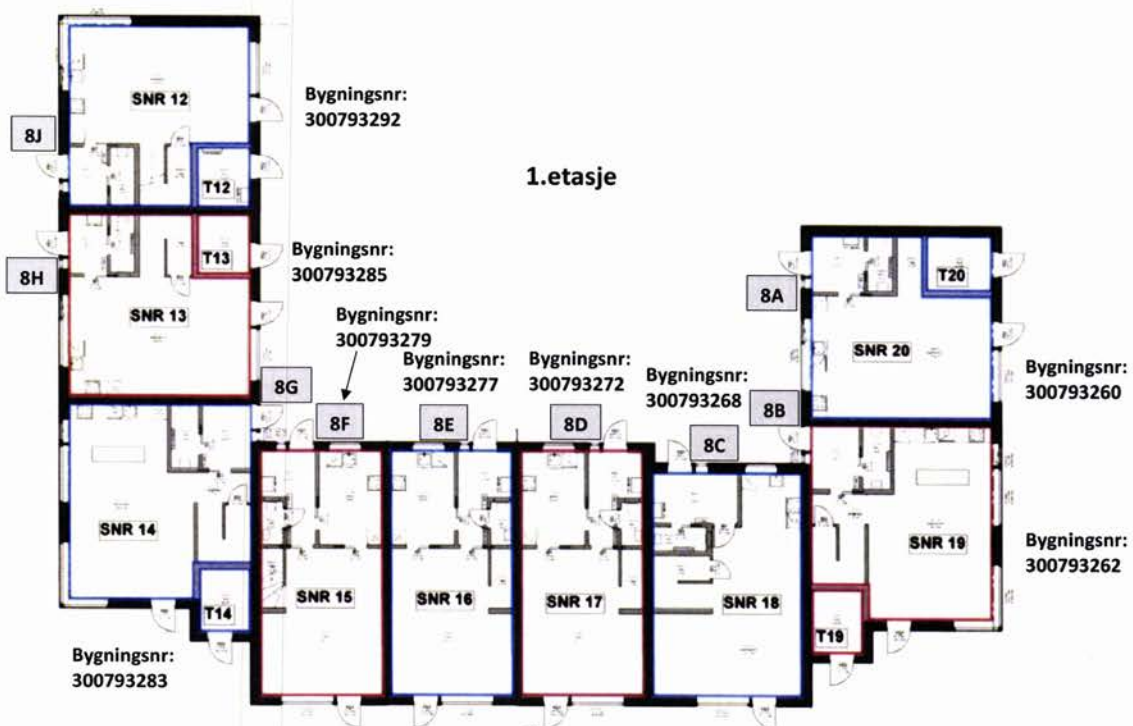 SNR 12
Bygningsnr:
300793292
8J
T12
1.etasje
T13
Bygningsnr:
300793285
8H
SNR 13
T20
8A
Bygningsnr:
300793279
SNR 20
Bygningsnr:
300793277
Bygningsnr:
300793272
Bygningsnr:
300793268
Bygningsnr:
300793260
8G
8F
8E
8D
8C
8B
SNR 14
SNR 19
Bygningsnr:
300793262
SNR 15
SNR 16
SNR 17
SNR 18
T14
T19
Bygningsnr:
300793283